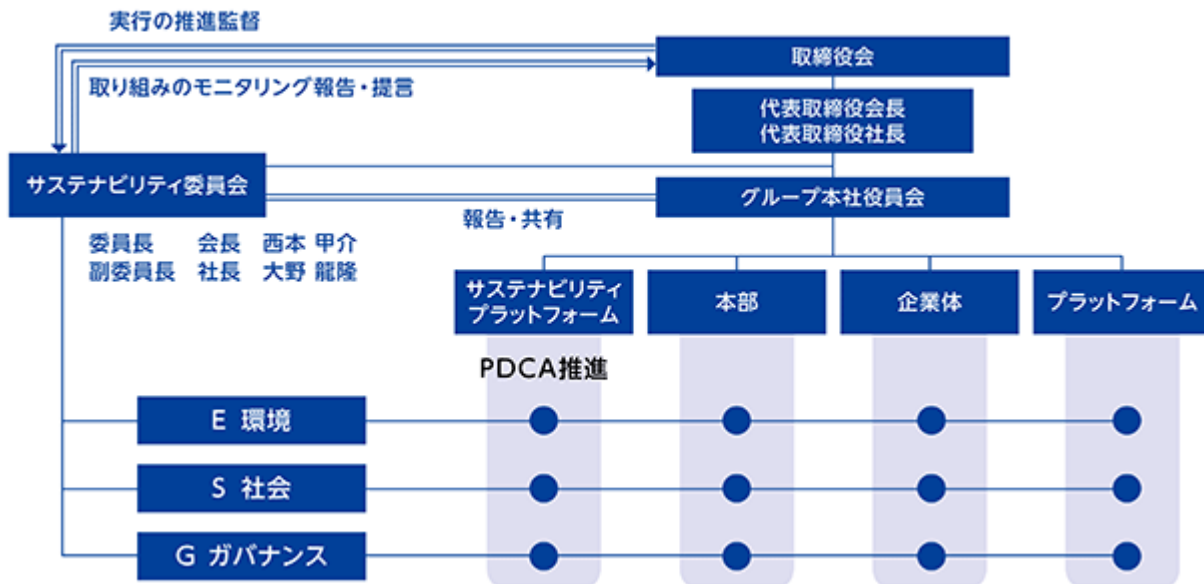 実行の推進監督
取締役会
取り組みのモニタリング報告・提言
代表取締役会長
代表取締役社長
サステナビリティ委員会
グループ本社役員会
報告・共有
委員長 会長 西本 甲介
副委員長 社長 大野 龍隆
サステナビリティ
プラットフォーム
本部
企業体
プラットフォーム
PDCA推進
E 環境
S 社会
G ガバナンス